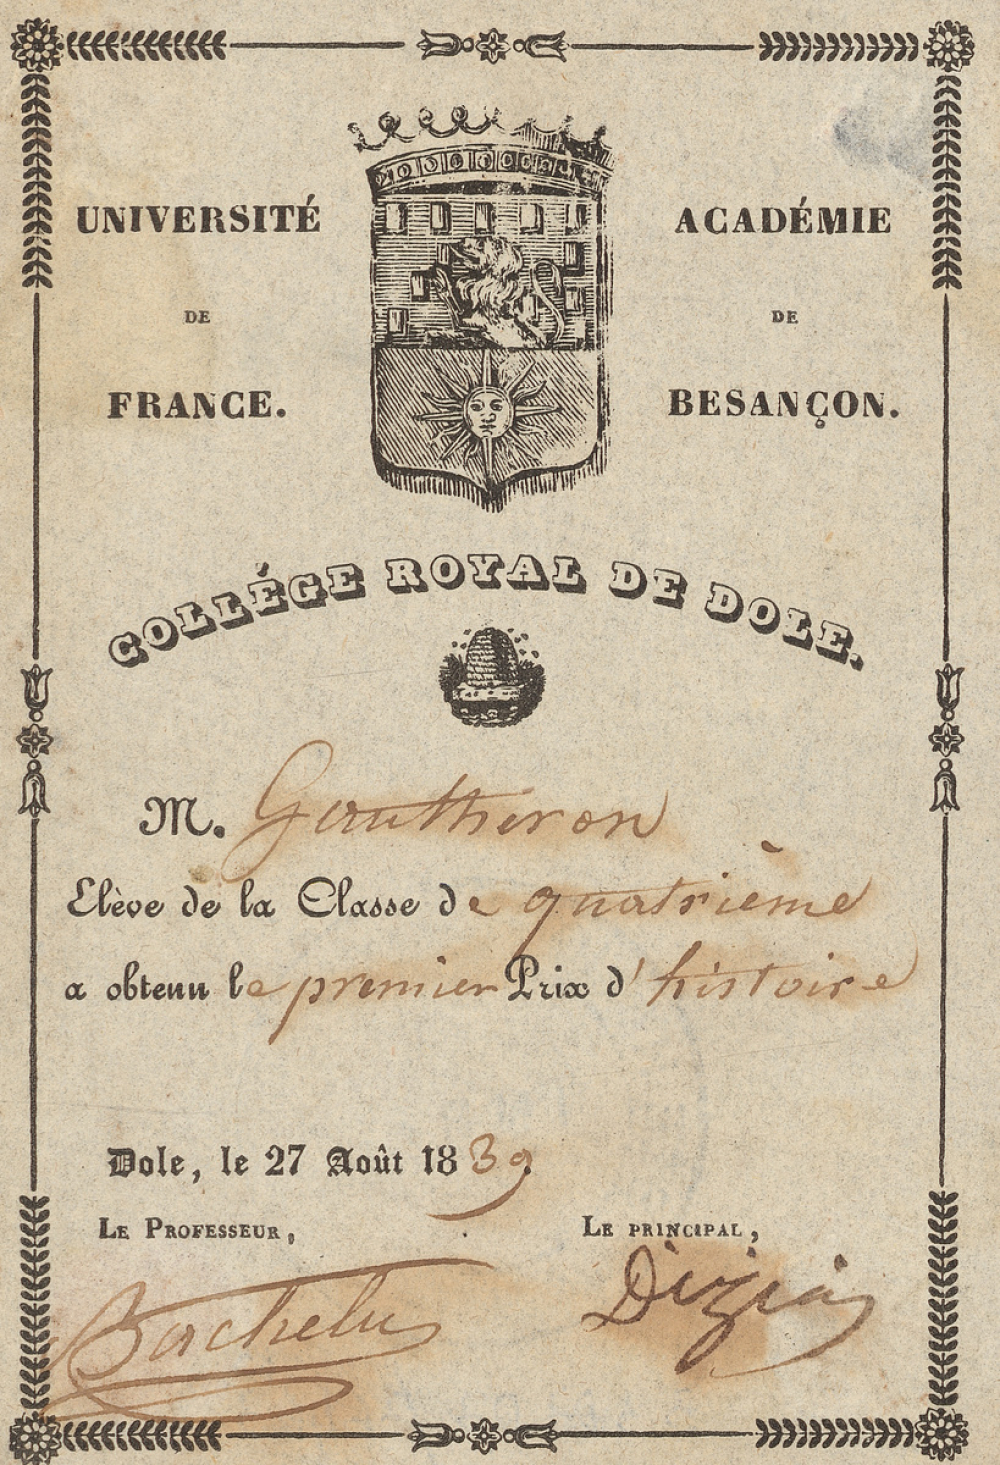 UNIVERSITÉ
DE
FRANCE.
ACADÉMIE
DE
BESANÇON.
COLLÉGE ROYAL DE DOLE.
M. Gautheron
Elève de la Classe de quatrième
a obtenu le premier Prix d'histoire
Dole, le 27 Août 1839.
LE PROFESSEUR,
LE PRINCIPAL,
Bachelu